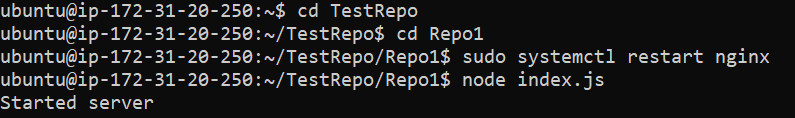 ubuntu@ip-172-31-20-250:~$ cd TestRepo
ubuntu@ip-172-31-20-250:~/TestRepo$ cd Repo1
ubuntu@ip-172-31-20-250:~/TestRepo/Repo1$ sudo systemctl restart nginx
ubuntu@ip-172-31-20-250:~/TestRepo/Repo1$ node index.js
Started server